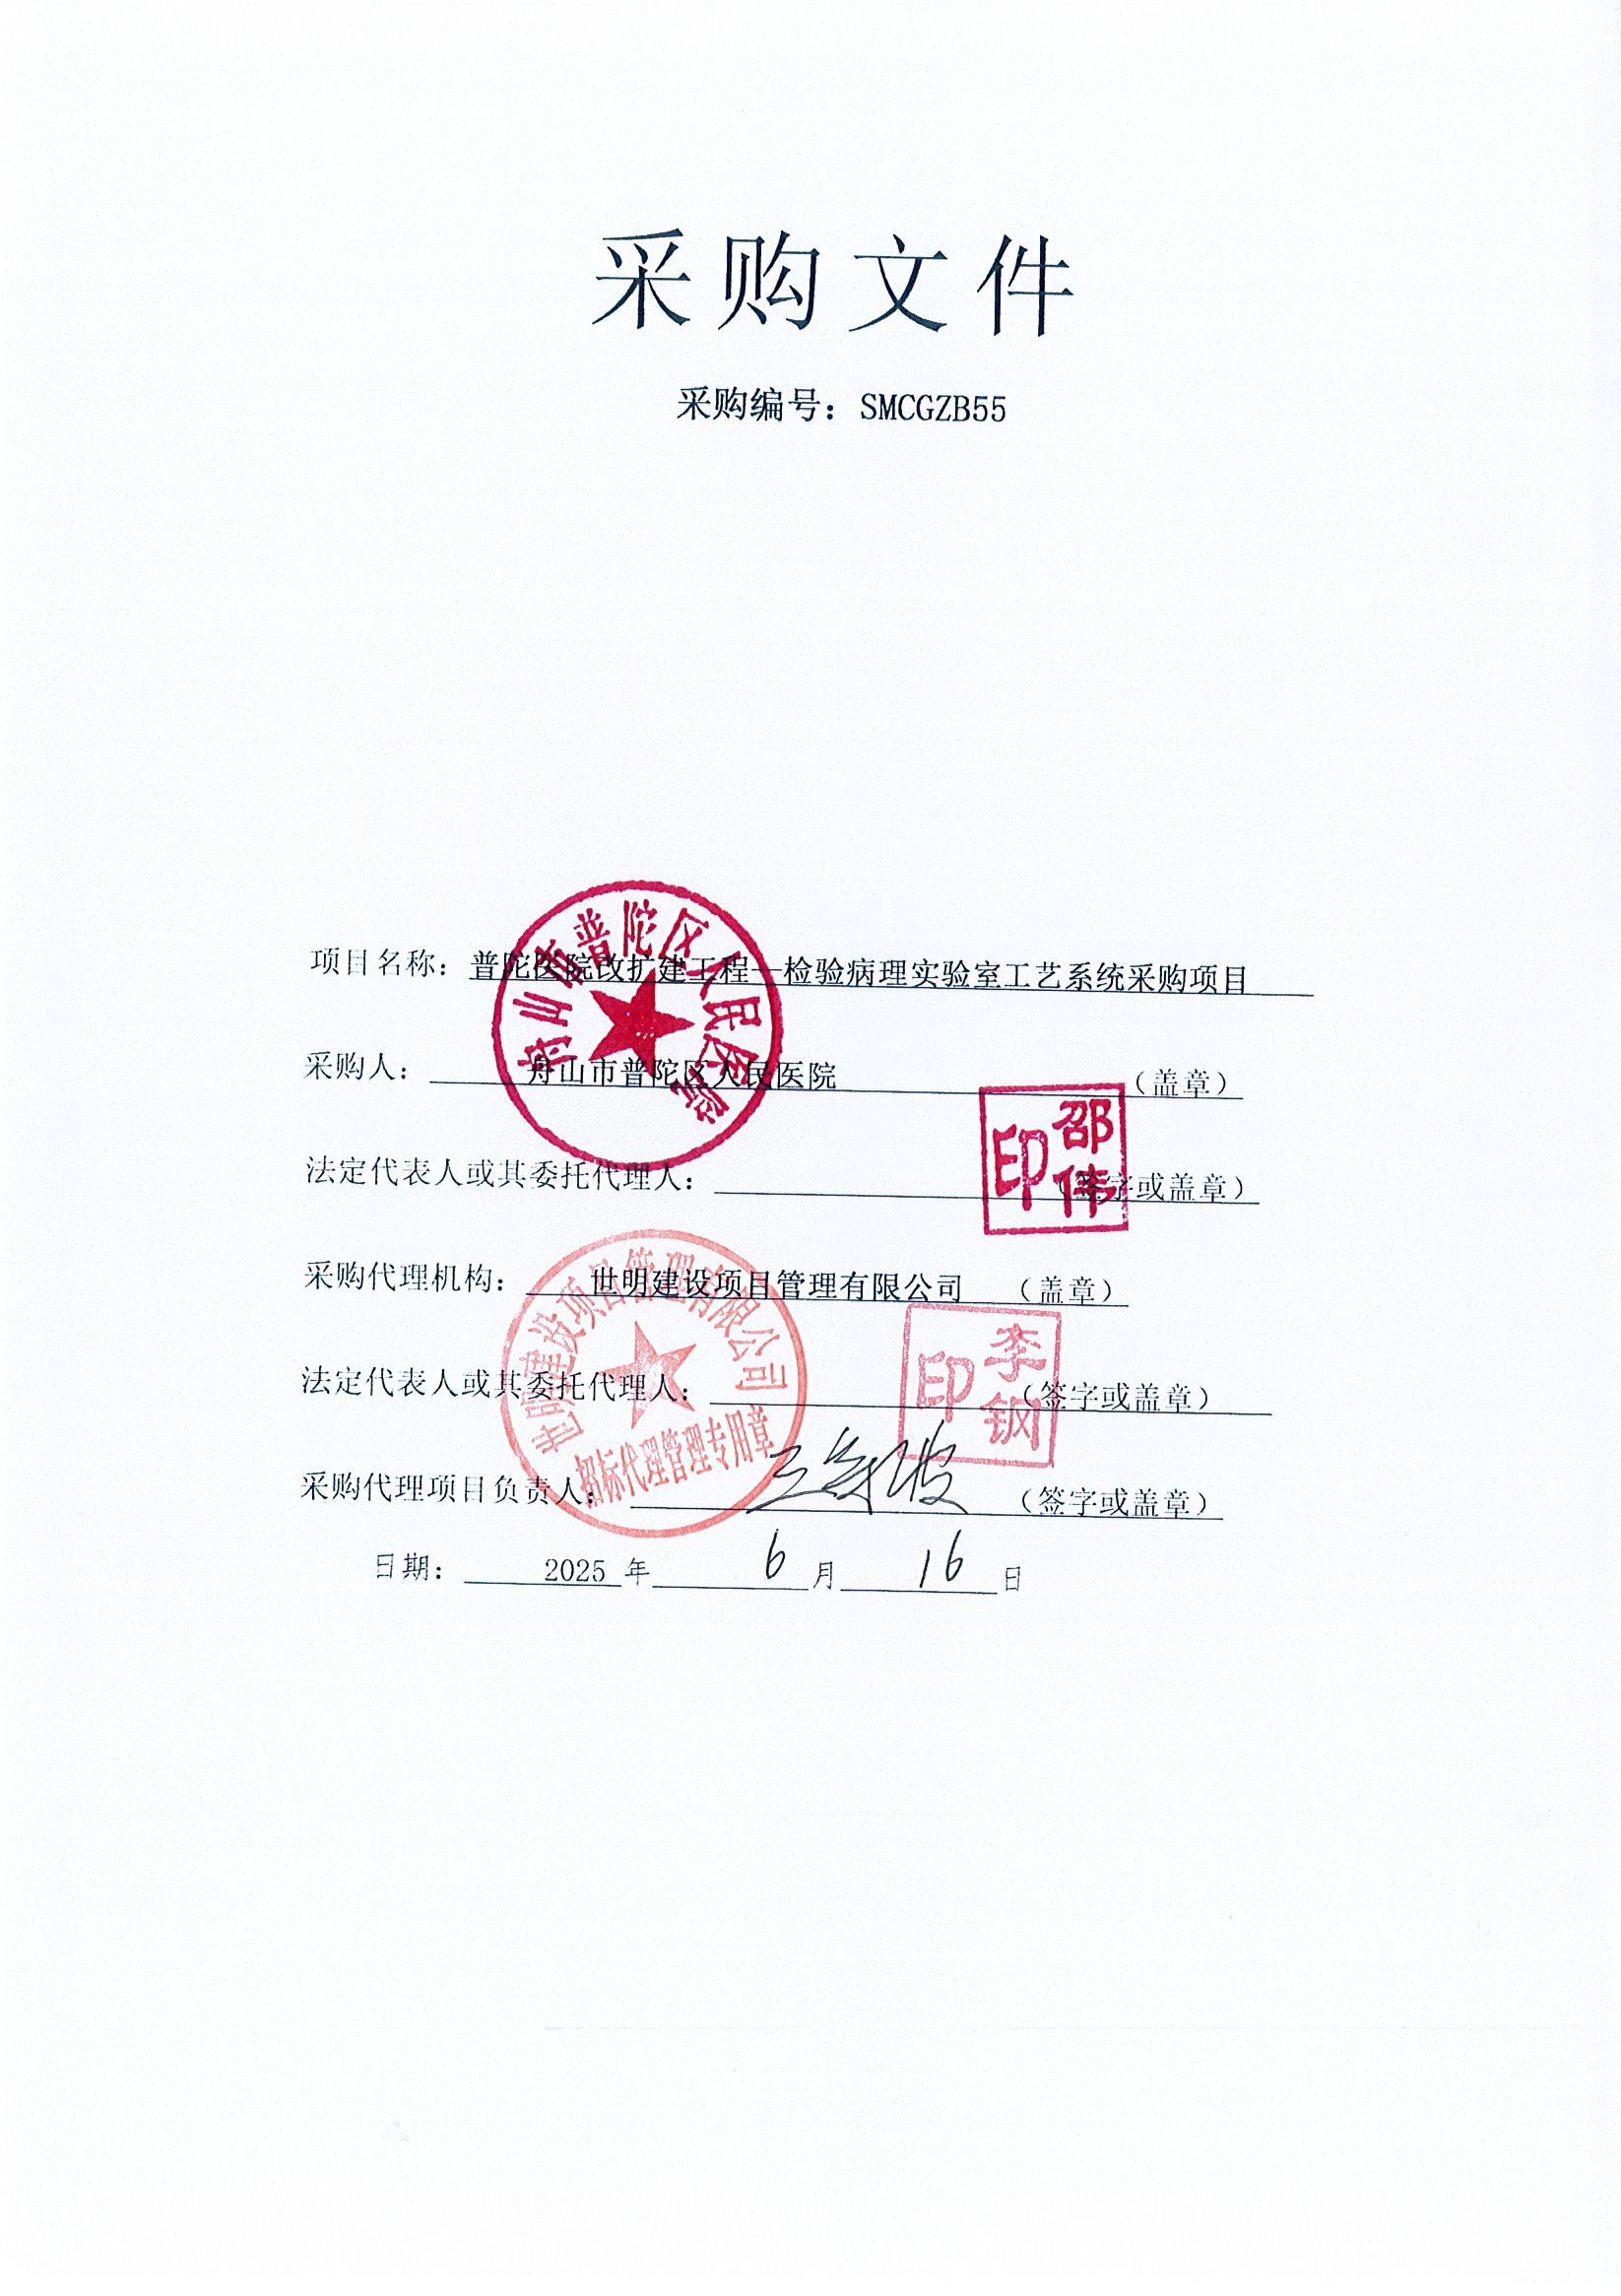 采购文件
采购编号：SMCGZB55
项目名称：普陀医院改扩建工程—检验病理实验室工艺系统采购项目
采购人：舟山市普陀区人民医院（盖章）
舟山市普陀区人民医院
法定代表人或其委托代理人：（签字或盖章）
邵伟印
采购代理机构：世明建设项目管理有限公司（盖章）
世明建设项目管理有限公司
招标代理管理专用章
法定代表人或其委托代理人：（签字或盖章）
李钢印
采购代理项目负责人：（签字或盖章）
日期：2025年6月16日